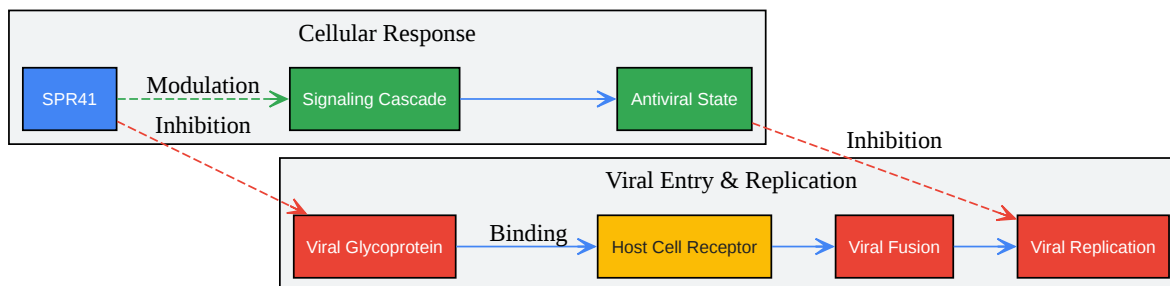 Cellular Response
SPR41
Modulation
Signaling Cascade
Antiviral State
Inhibition
Inhibition
Viral Entry & Replication
Viral Glycoprotein
Binding
Host Cell Receptor
Viral Fusion
Viral Replication